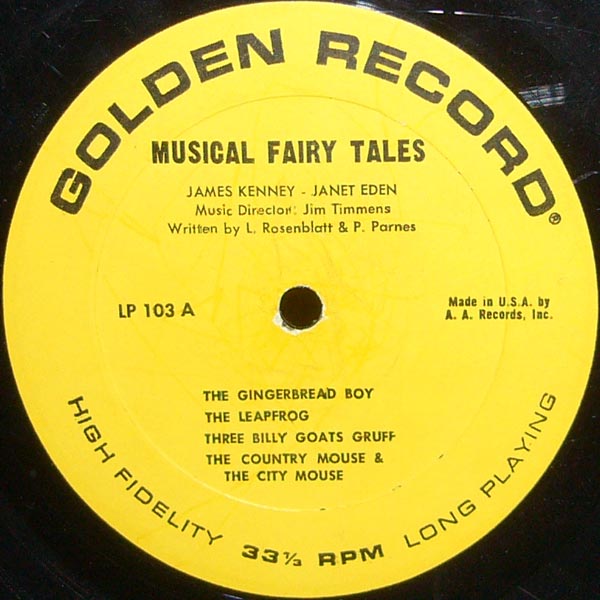 GOLDEN RECORD®
MUSICAL FAIRY TALES
JAMES KENNEY - JANET EDEN
Music Director: Jim Timmens
Written by L. Rosenblatt & P. Parnes
LP 103 A
Made in U.S.A. by
A. A. Records, Inc.
THE GINGERBREAD BOY
THE LEAPFROG
THREE BILLY GOATS GRUFF
THE COUNTRY MOUSE &
THE CITY MOUSE
HIGH FIDELITY 33⅓ RPM LONG PLAYING